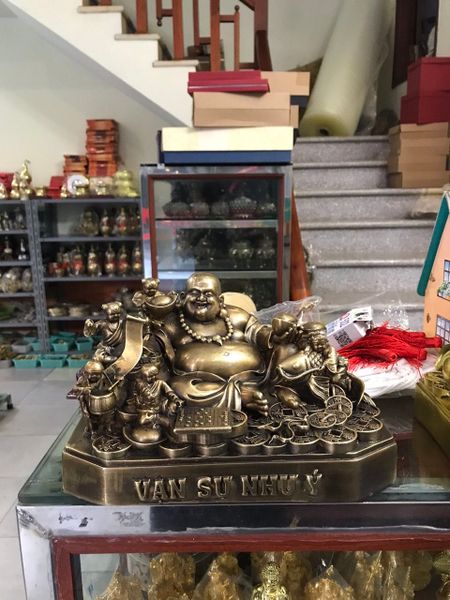 VẠN SỰ NHƯ Ý